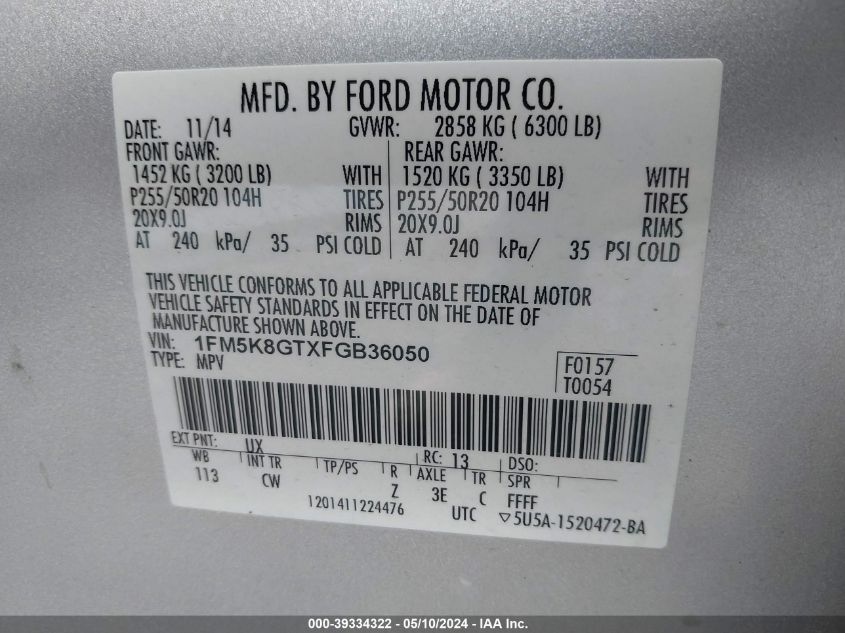 MFD. BY FORD MOTOR CO.
DATE: 11/14 GVWR: 2858 KG ( 6300 LB)
FRONT GAWR: REAR GAWR:
1452 KG ( 3200 LB) WITH 1520 KG ( 3350 LB) WITH
P255/50R20 104H TIRES P255/50R20 104H TIRES
20X9.0J RIMS 20X9.0J RIMS
AT 240 kPa/ 35 PSI COLD AT 240 kPa/ 35 PSI COLD
THIS VEHICLE CONFORMS TO ALL APPLICABLE FEDERAL MOTOR
VEHICLE SAFETY STANDARDS IN EFFECT ON THE DATE OF
MANUFACTURE SHOWN ABOVE.
VIN: 1FM5K8GTXFGB36050
TYPE: MPV
F0157
T0054
EXT PNT: UX RC: 13 DSO:
WB INT TR TP/PS R AXLE TR SPR
113 CW Z 3E C FFFF
1201411224476 UTC ▽5U5A-1520472-BA
000-39334322 - 05/10/2024 - IAA Inc.